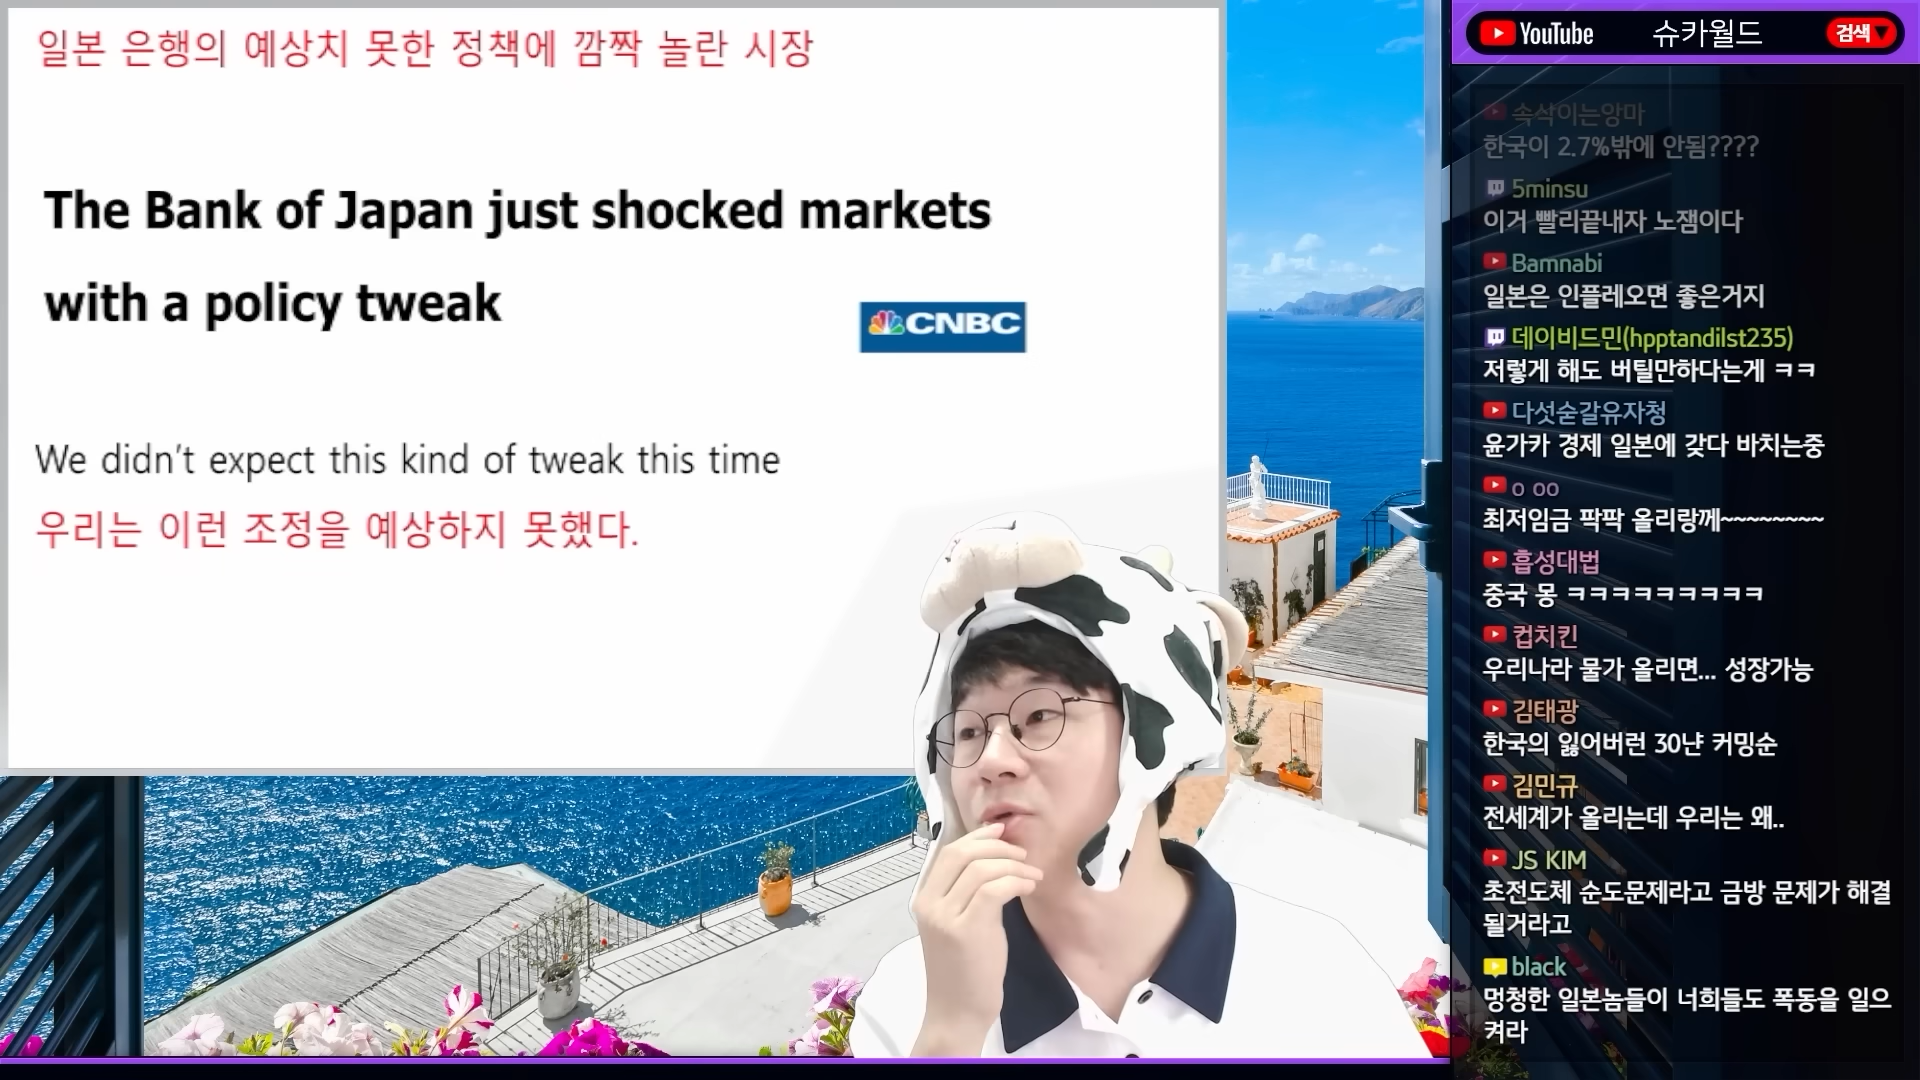 일본 은행의 예상치 못한 정책에 깜짝 놀란 시장
The Bank of Japan just shocked markets
with a policy tweak
CNBC
We didn't expect this kind of tweak this time
우리는 이런 조정을 예상하지 못했다.
YouTube 슈카월드 검색
속삭이는앙마
한국이 2.7%밖에 안됨????
5minsu
이거 빨리끝내자 노잼이다
Bamnabi
일본은 인플레오면 좋은거지
데이비드민(hpptandilst235)
저렇게 해도 버틸만하다는게 ㅋㅋ
다섯숟갈유자청
윤가카 경제 일본에 갖다 바치는중
o oo
최저임금 팍팍 올리랑께~~~~~~~~
흡성대법
중국 몽 ㅋㅋㅋㅋㅋㅋㅋㅋㅋ
컵치킨
우리나라 물가 올리면... 성장가능
김태광
한국의 잃어버런 30냔 커밍순
김민규
전세계가 올리는데 우리는 왜..
JS KIM
초전도체 순도문제라고 금방 문제가 해결
될거라고
black
멍청한 일본놈들이 너희들도 폭동을 일으
켜라